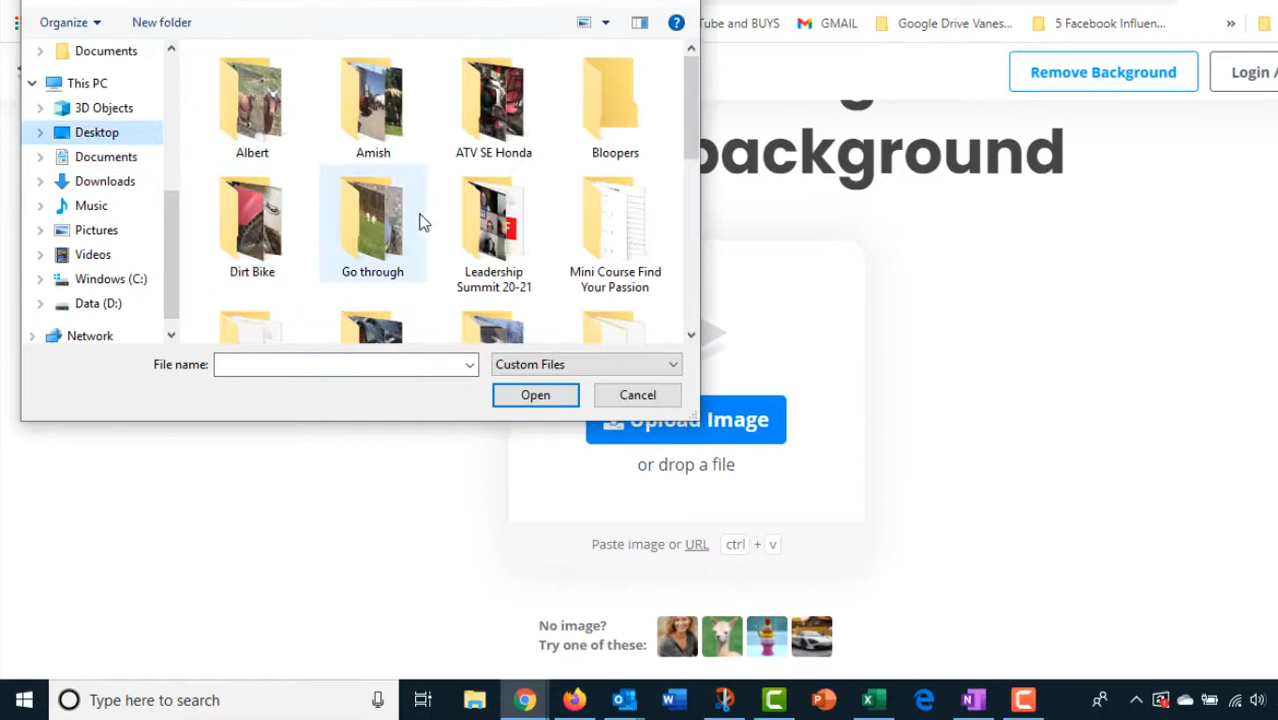 Organize
New folder
Tube and BUYS
GMAIL
Google Drive Vanes...
5 Facebook Influen...
»
Documents
This PC
3D Objects
Desktop
Documents
Downloads
Music
Pictures
Videos
Windows (C:)
Data (D:)
Network
Albert
Amish
ATV SE Honda
Bloopers
Dirt Bike
Go through
Leadership
Summit 20-21
Mini Course Find
Your Passion
File name:
Custom Files
Open
Cancel
Remove Background
Login /
background
Upload Image
or drop a file
Paste image or URL ctrl + v
No image?
Try one of these:
Type here to search